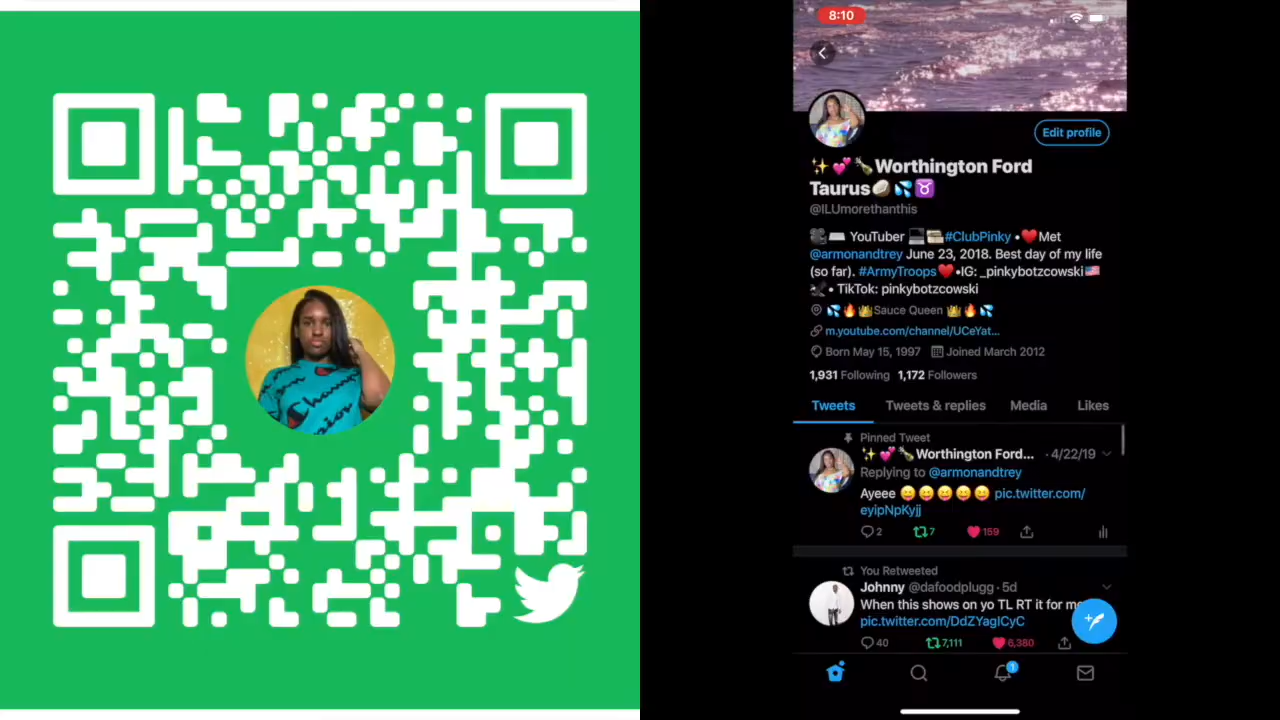 Champion
8:10
Edit profile
✨💕🍾Worthington Ford
Taurus🥥💦♉
@ILUmorethanthis
🎥⌨️ YouTuber 💻📻#ClubPinky •❤️Met
@armonandtrey June 23, 2018. Best day of my life
(so far). #ArmyTroops❤️•IG: _pinkybotzcowski🇺🇸
• TikTok: pinkybotzcowski
💦🔥👑Sauce Queen 👑🔥💦
m.youtube.com/channel/UCeYat...
Born May 15, 1997 Joined March 2012
1,931 Following 1,172 Followers
Tweets Tweets & replies Media Likes
Pinned Tweet
✨💕🍾Worthington Ford... · 4/22/19
Replying to @armonandtrey
Ayeee 😛😛😛😛😛 pic.twitter.com/
eyipNpKyjj
2 7 159
You Retweeted
Johnny @dafoodplugg · 5d
When this shows on yo TL RT it for m
pic.twitter.com/DdZYagICyC
40 7,111 6,380
1